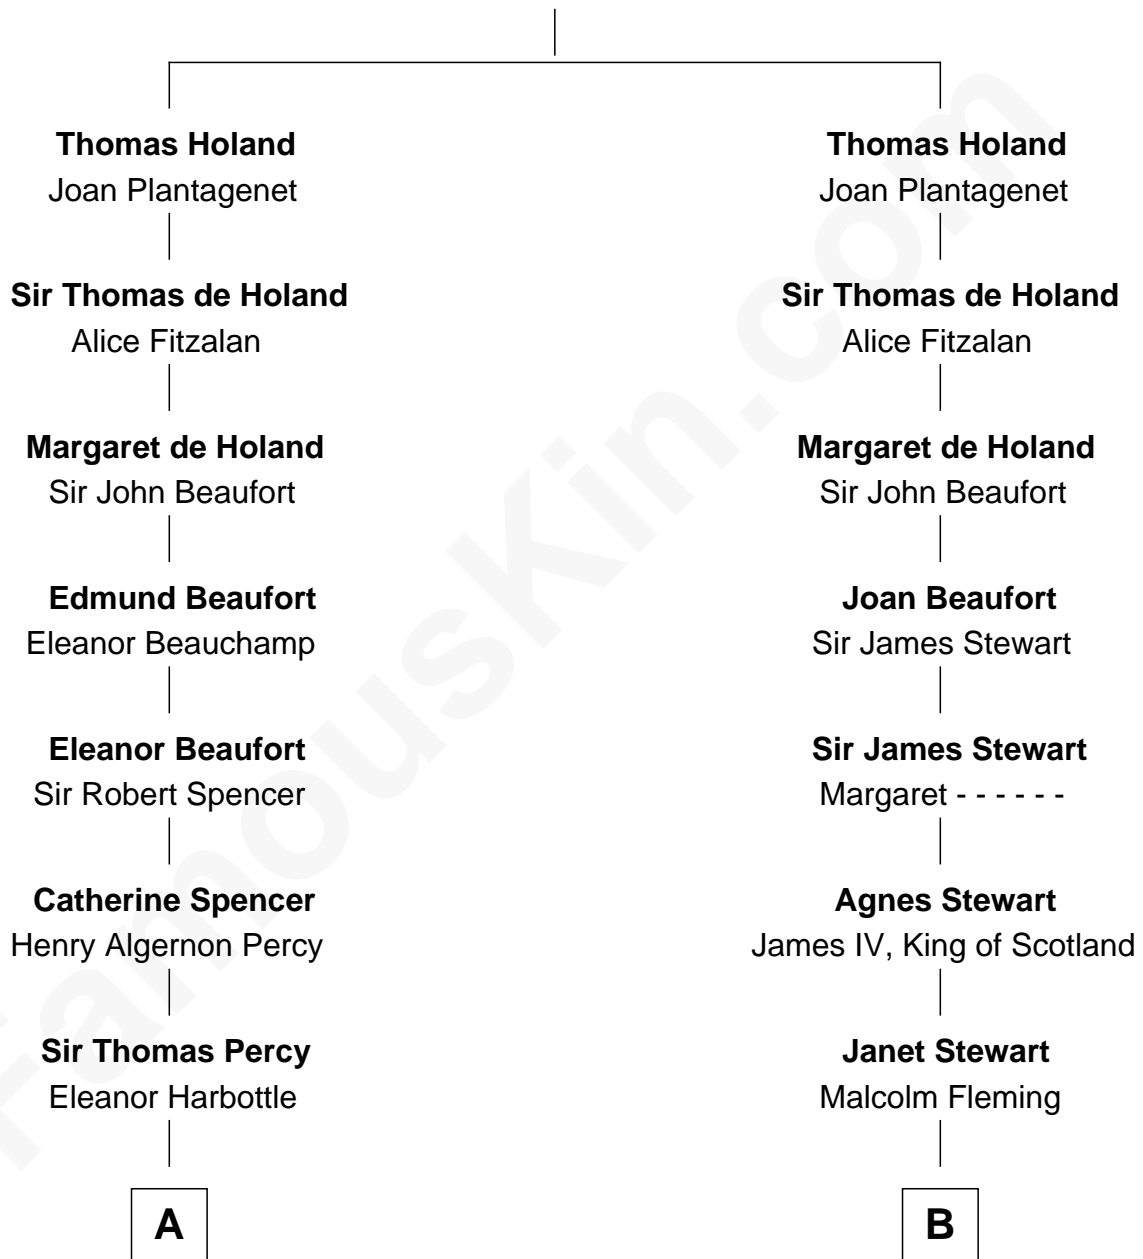 Thomas Holand
Joan Plantagenet
Sir Thomas de Holand
Alice Fitzalan
Margaret de Holand
Sir John Beaufort
Edmund Beaufort
Eleanor Beauchamp
Eleanor Beaufort
Sir Robert Spencer
Catherine Spencer
Henry Algernon Percy
Sir Thomas Percy
Eleanor Harbottle
A
Thomas Holand
Joan Plantagenet
Sir Thomas de Holand
Alice Fitzalan
Margaret de Holand
Sir John Beaufort
Joan Beaufort
Sir James Stewart
Sir James Stewart
Margaret - - - - - -
Agnes Stewart
James IV, King of Scotland
Janet Stewart
Malcolm Fleming
B
FamousKin.com